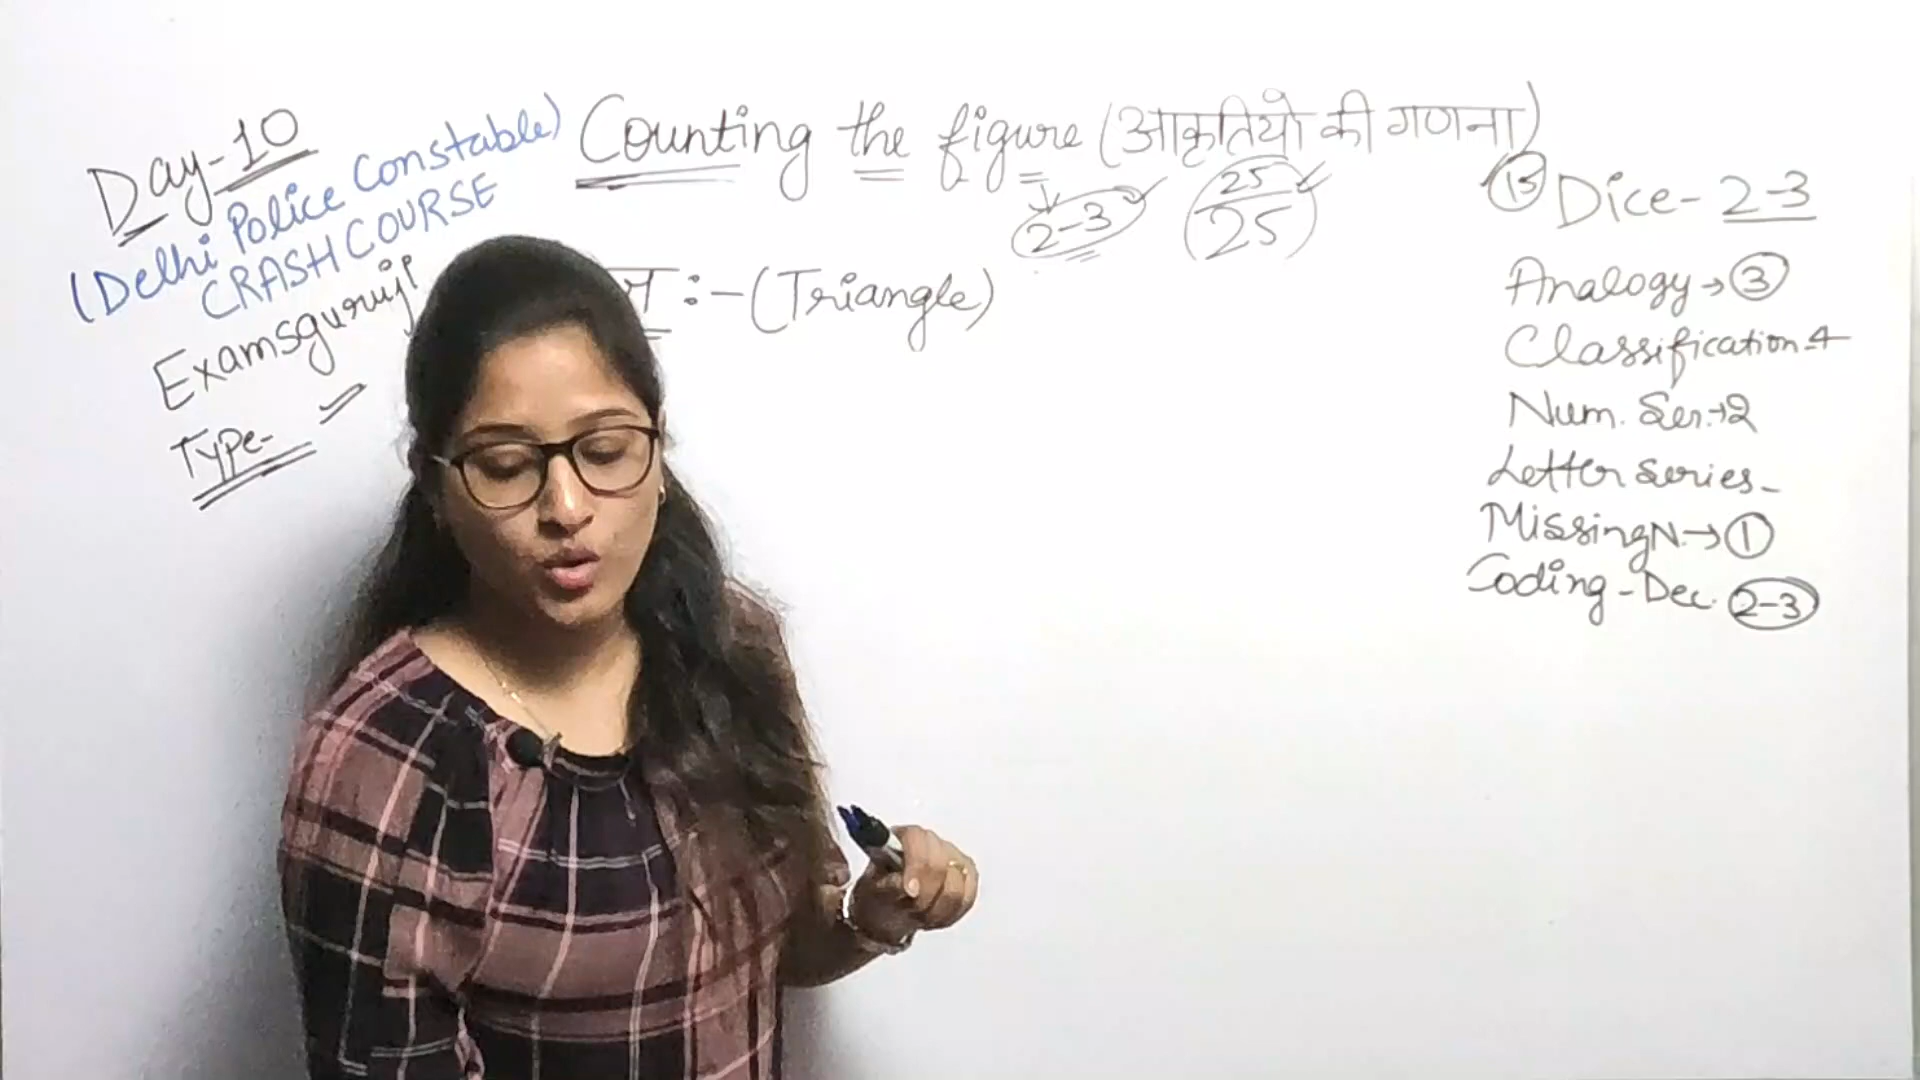 Day-10
(Delhi Police Constable)
CRASH COURSE
Examsguruji
Type-
Counting the figure (आकृतियो की गणना)
2-3
25/25
:-(Triangle)
13 Dice- 2-3
Analogy→3
Classification-4
Num. Ser.→2
Letter series-
MissingN.→1
Coding-Dec. 2-3